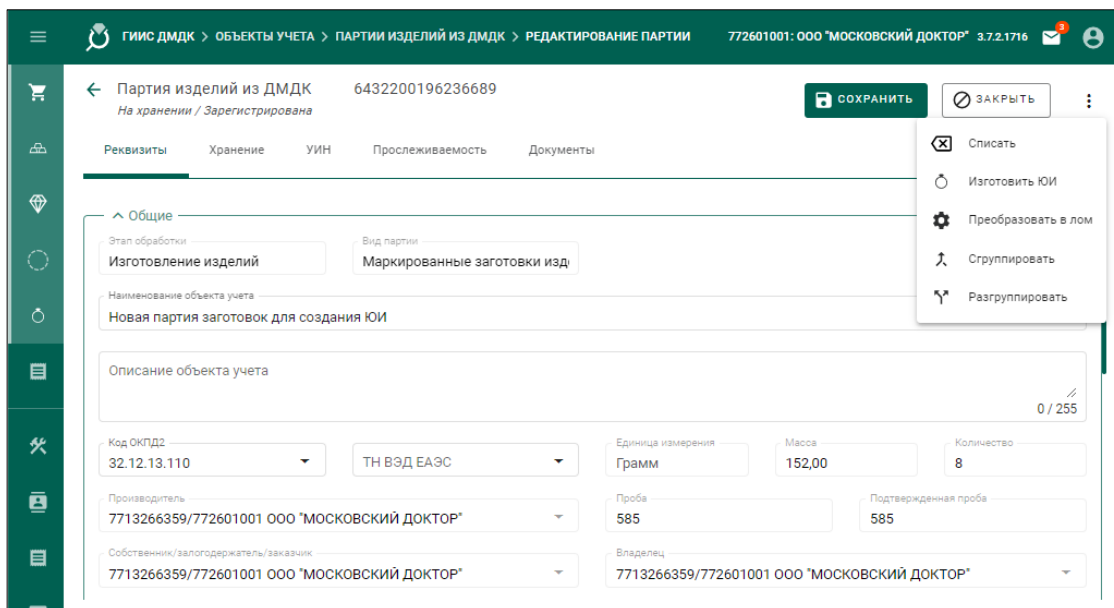 ГИИС ДМДК > ОБЪЕКТЫ УЧЕТА > ПАРТИИ ИЗДЕЛИЙ ИЗ ДМДК > РЕДАКТИРОВАНИЕ ПАРТИИ 772601001: ООО "МОСКОВСКИЙ ДОКТОР" 3.7.2.1716 3
Партия изделий из ДМДК 6432200196236689
СОХРАНИТЬ ЗАКРЫТЬ
На хранении / Зарегистрирована
Реквизиты Хранение УИН Прослеживаемость Документы
Списать
Изготовить ЮИ
Преобразовать в лом
Сгруппировать
Разгруппировать
Общие
Этап обработки Вид партии
Изготовление изделий Маркированные заготовки изд
Наименование объекта учета
Новая партия заготовок для создания ЮИ
Описание объекта учета
0 / 255
Код ОКПД2 Единица измерения Масса Количество
32.12.13.110 ТН ВЭД ЕАЭС Грамм 152,00 8
Производитель Проба Подтвержденная проба
7713266359/772601001 ООО "МОСКОВСКИЙ ДОКТОР" 585 585
Собственник/залогодержатель/заказчик Владелец
7713266359/772601001 ООО "МОСКОВСКИЙ ДОКТОР" 7713266359/772601001 ООО "МОСКОВСКИЙ ДОКТОР"